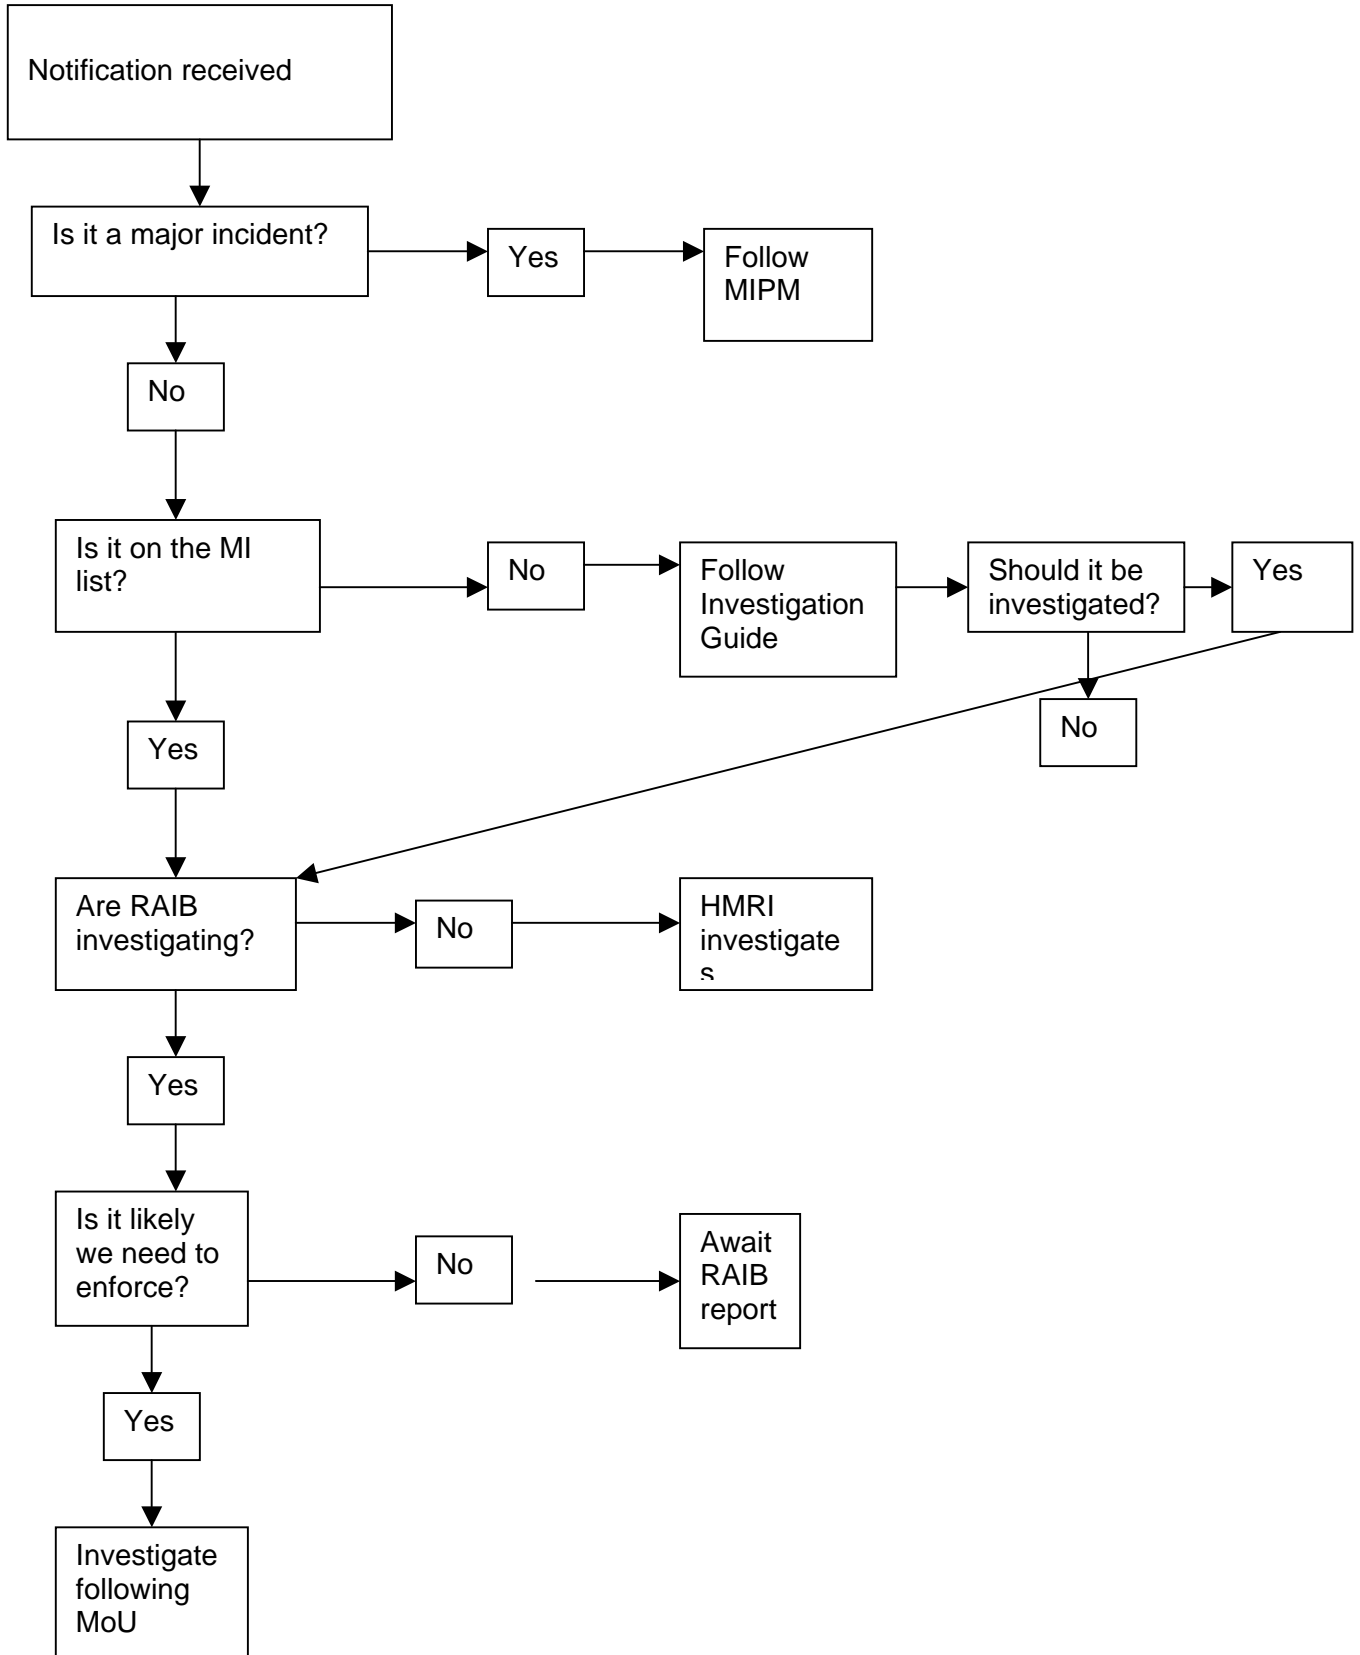 Notification received
Is it a major incident?
Yes
Follow
MIPM
No
Is it on the MI
list?
No
Follow
Investigation
Guide
Should it be
investigated?
Yes
No
Yes
Are RAIB
investigating?
No
HMRI
investigate
s
Yes
Is it likely
we need to
enforce?
No
Await
RAIB
report
Yes
Investigate
following
MoU